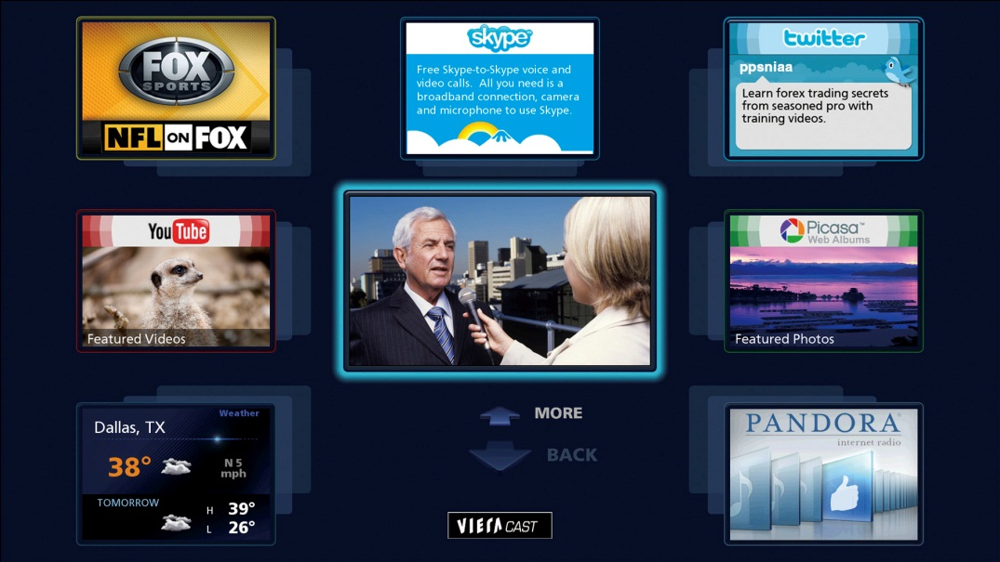 FOX
SPORTS
NFL ON FOX
skype
Free Skype-to-Skype voice and
video calls. All you need is a
broadband connection, camera
and microphone to use Skype.
twitter
ppsniaa
Learn forex trading secrets
from seasoned pro with
training videos.
YouTube
Featured Videos
Picasa™
Web Albums
Featured Photos
Weather
Dallas, TX
38°
N 5
mph
TOMORROW
H 39°
L 26°
MORE
BACK
VIERA CAST
PANDORA®
internet radio